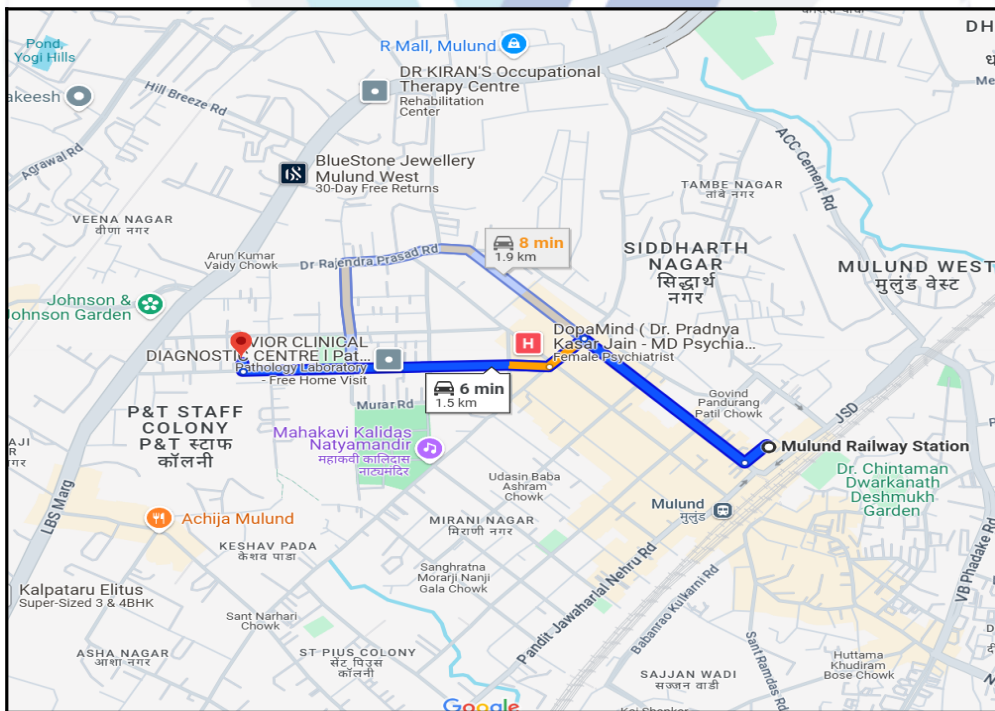 Pond,
Yogi Hills
akeesh
Hill Breeze Rd
Agrawal Rd
R Mall, Mulund
DR KIRAN'S Occupational
Therapy Centre
Rehabilitation
Center
BlueStone Jewellery
Mulund West
30-Day Free Returns
DH
ACC Cement Rd
TAMBE NAGAR
तांबे नगर
VEENA NAGAR
वीणा नगर
Arun Kumar
Vaidy Chowk
Dr Rajendra Prasad Rd
8 min
1.9 km
SIDDHARTH
NAGAR
सिद्धार्थ
नगर
MULUND WEST
मुलुंड वेस्ट
Johnson &
Johnson Garden
VIOR CLINICAL
DIAGNOSTIC CENTRE | Pat...
Pathology Laboratory
- Free Home Visit
H
DopaMind ( Dr. Pradnya
Kasar Jain - MD Psychia...
Female Psychiatrist
6 min
1.5 km
Murar Rd
Govind
Pandurang
Patil Chowk
JSD
P&T STAFF
COLONY
P&T स्टाफ
कॉलनी
Mahakavi Kalidas
Natyamandir
महाकवी कालिदास
नाट्यमंदिर
Mulund Railway Station
Dr. Chintaman
Dwarkanath
Deshmukh
Garden
Udasin Baba
Ashram
Chowk
Mulund
मुलुंड
LBS Marg
Achija Mulund
MIRANI NAGAR
मिराणी नगर
KESHAV PADA
केशव पाडा
Sanghratna
Morarji Nanji
Gala Chowk
Pandit Jawaharlal Nehru Rd
Babanrao Kulkarni Rd
VB Phadake Rd
Kalpataru Elitus
Super-Sized 3 & 4BHK
Sant Narhari
Chowk
ASHA NAGAR
आशा नगर
ST PIUS COLONY
सेंट पिउस
कॉलनी
Sant Ramdas
SAJJAN WADI
सज्जन वाडी
Huttama
Khudiram
Bose Chowk
Google